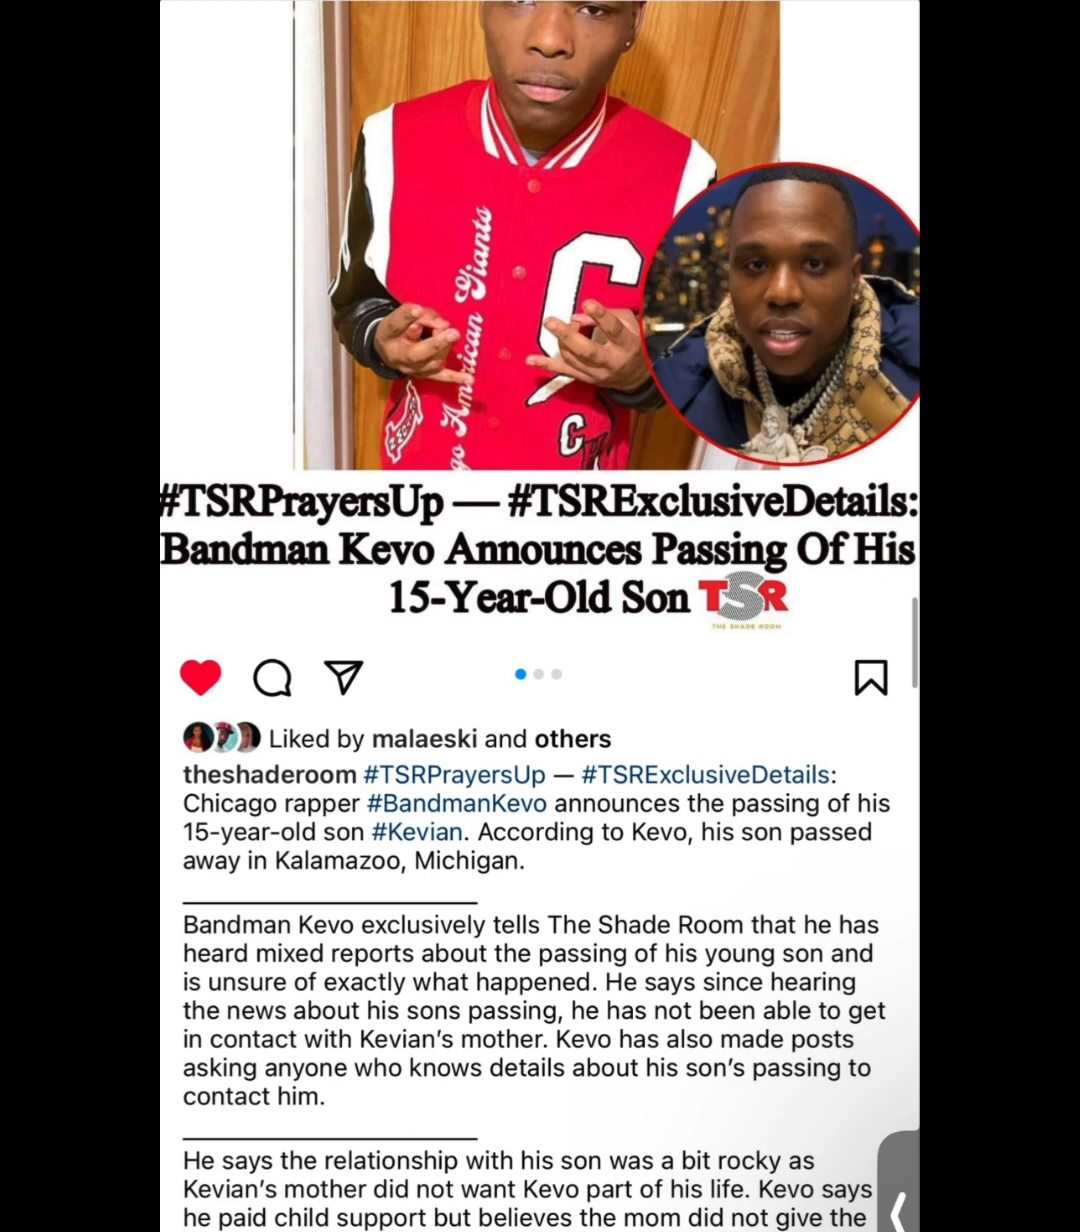 go American Giants
C
C
#TSRPrayersUp — #TSRExclusiveDetails:
Bandman Kevo Announces Passing Of His
15-Year-Old Son TSR
THE SHADE ROOM
Liked by malaeski and others
theshaderoom #TSRPrayersUp — #TSRExclusiveDetails:
Chicago rapper #BandmanKevo announces the passing of his
15-year-old son #Kevian. According to Kevo, his son passed
away in Kalamazoo, Michigan.
Bandman Kevo exclusively tells The Shade Room that he has
heard mixed reports about the passing of his young son and
is unsure of exactly what happened. He says since hearing
the news about his sons passing, he has not been able to get
in contact with Kevian’s mother. Kevo has also made posts
asking anyone who knows details about his son’s passing to
contact him.
He says the relationship with his son was a bit rocky as
Kevian’s mother did not want Kevo part of his life. Kevo says
he paid child support but believes the mom did not give the